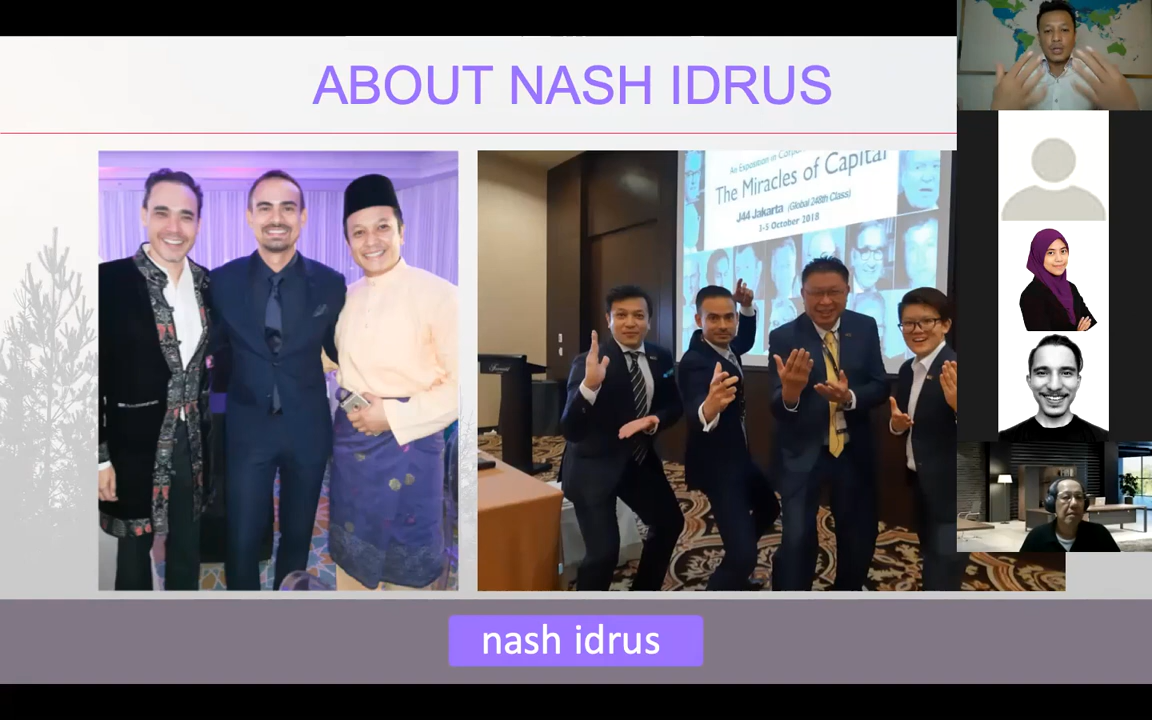 ABOUT NASH IDRUS
An Exposition in Corpo
The Miracles of Capital
J44 Jakarta (Global 248th Class)
1-5 October 2018
nash idrus